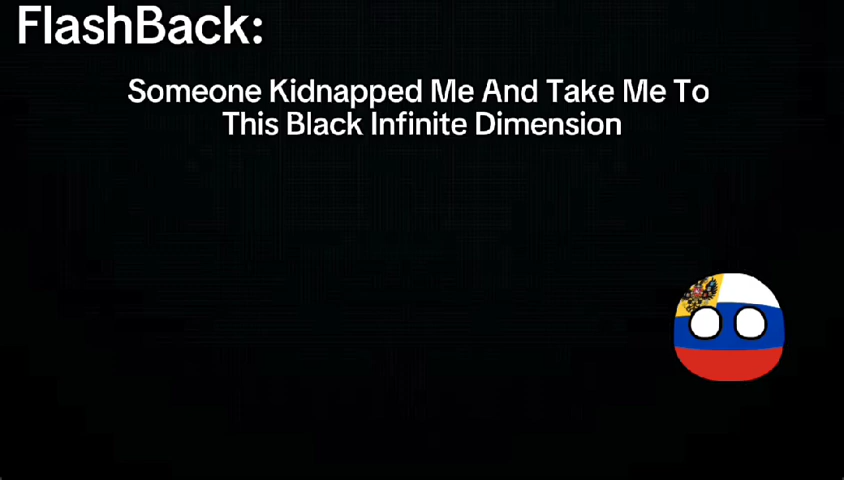 FlashBack:
Someone Kidnapped Me And Take Me To
This Black Infinite Dimension